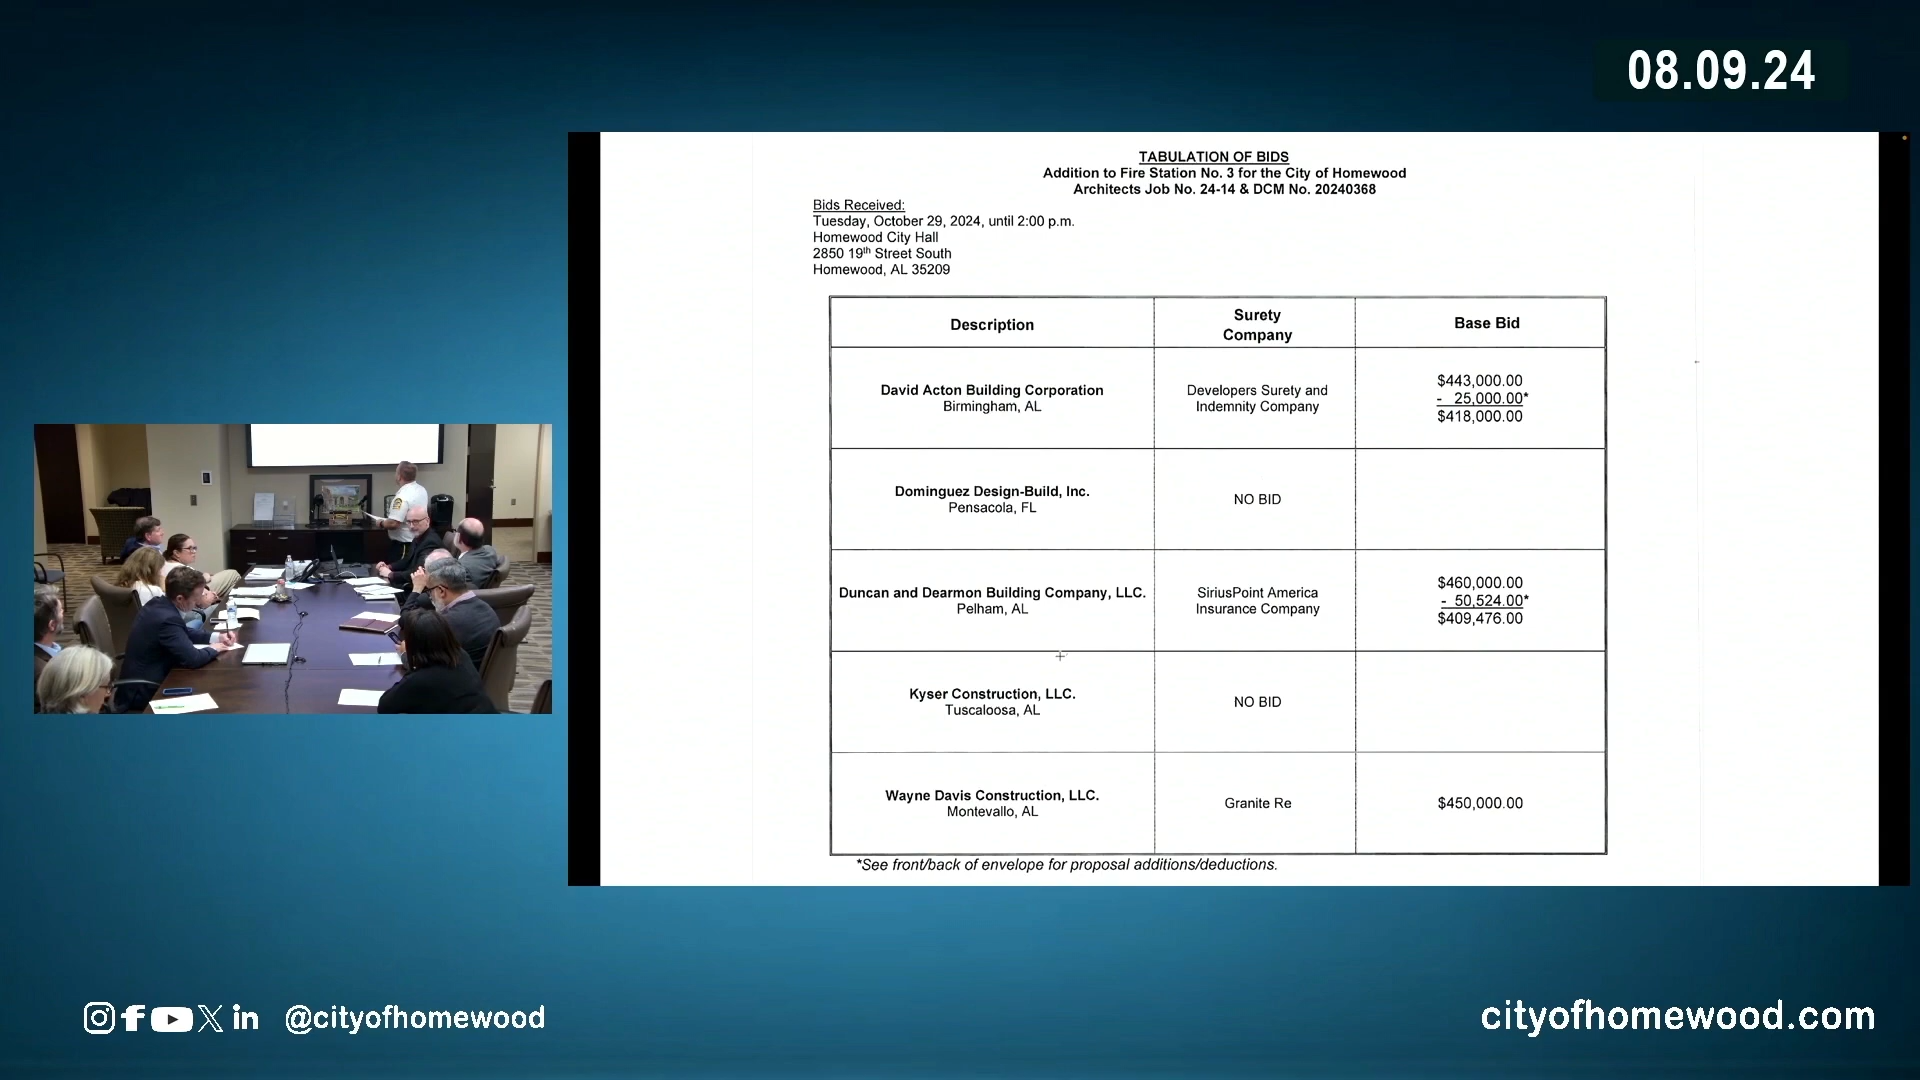 08.09.24
TABULATION OF BIDS
Addition to Fire Station No. 3 for the City of Homewood
Architects Job No. 24-14 & DCM No. 20240368
Bids Received:
Tuesday, October 29, 2024, until 2:00 p.m.
Homewood City Hall
2850 19th Street South
Homewood, AL 35209
Description
Surety
Company
Base Bid
David Acton Building Corporation
Birmingham, AL
Developers Surety and
Indemnity Company
$443,000.00
- 25,000.00*
$418,000.00
Dominguez Design-Build, Inc.
Pensacola, FL
NO BID
Duncan and Dearmon Building Company, LLC.
Pelham, AL
SiriusPoint America
Insurance Company
$460,000.00
- 50,524.00*
$409,476.00
Kyser Construction, LLC.
Tuscaloosa, AL
NO BID
Wayne Davis Construction, LLC.
Montevallo, AL
Granite Re
$450,000.00
*See front/back of envelope for proposal additions/deductions.
@cityofhomewood
cityofhomewood.com